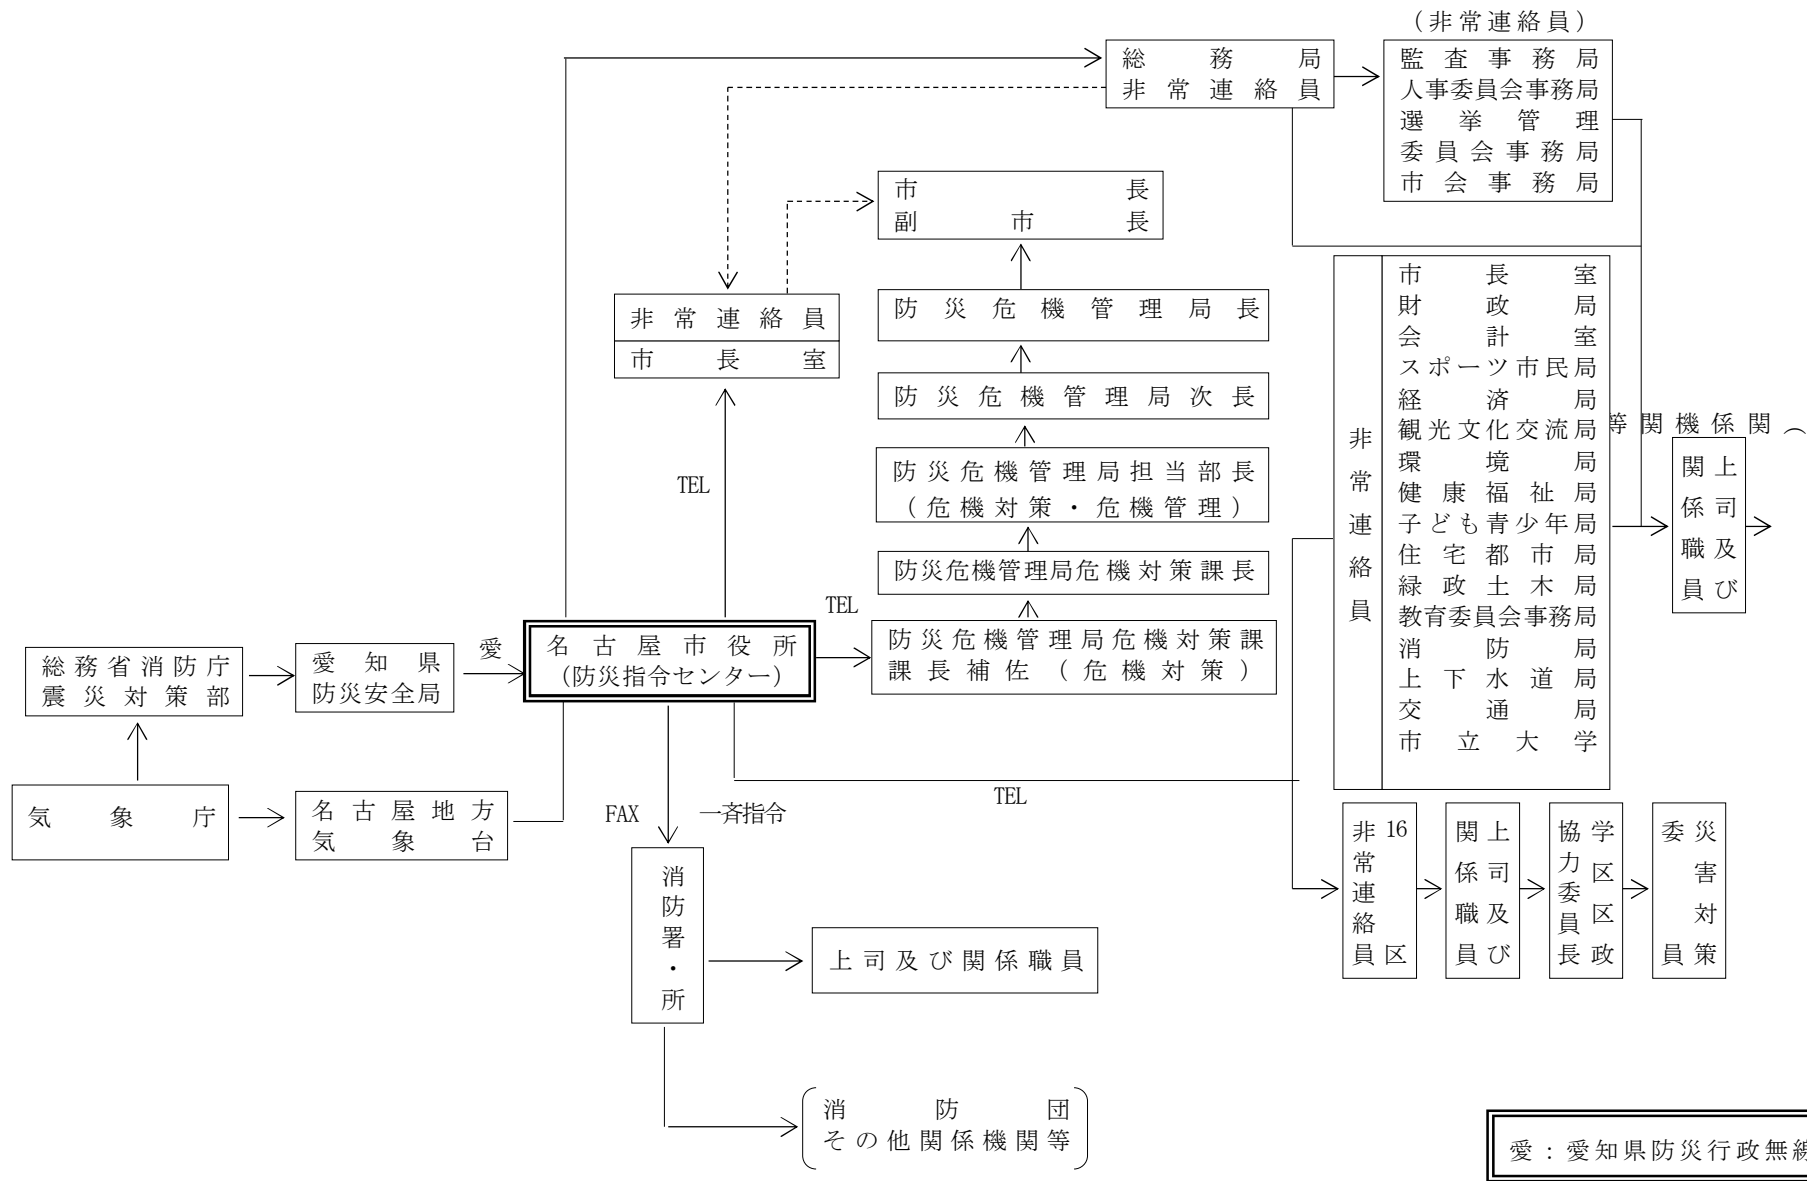 (非常連絡員)
総務局
非常連絡員
監査事務局
人事委員会事務局
選挙管理
委員会事務局
市会事務局
市長
副市長
非常連絡員
市長室
防災危機管理局長
防災危機管理局次長
防災危機管理局担当部長
(危機対策・危機管理)
防災危機管理局危機対策課長
TEL
TEL
防災危機管理局危機対策課
課長補佐(危機対策)
非常連絡員
市長室
財政局
会計室
スポーツ市民局
経済局
観光文化交流局
環境局
健康福祉局
子ども青少年局
住宅都市局
緑政土木局
教育委員会事務局
消防局
上下水道局
交通局
市立大学
(関係機関等
上司及び
関係職員
総務省消防庁
震災対策部
愛知県
防災安全局
愛
名古屋市役所
(防災指令センター)
気象庁
名古屋地方
気象台
FAX
一斉指令
TEL
16区
非常連絡員
上司及び
関係職員
学区区政
協力委員長
災害対策
委員
消防署・所
上司及び関係職員
消防団
その他関係機関等
愛:愛知県防災行政無線